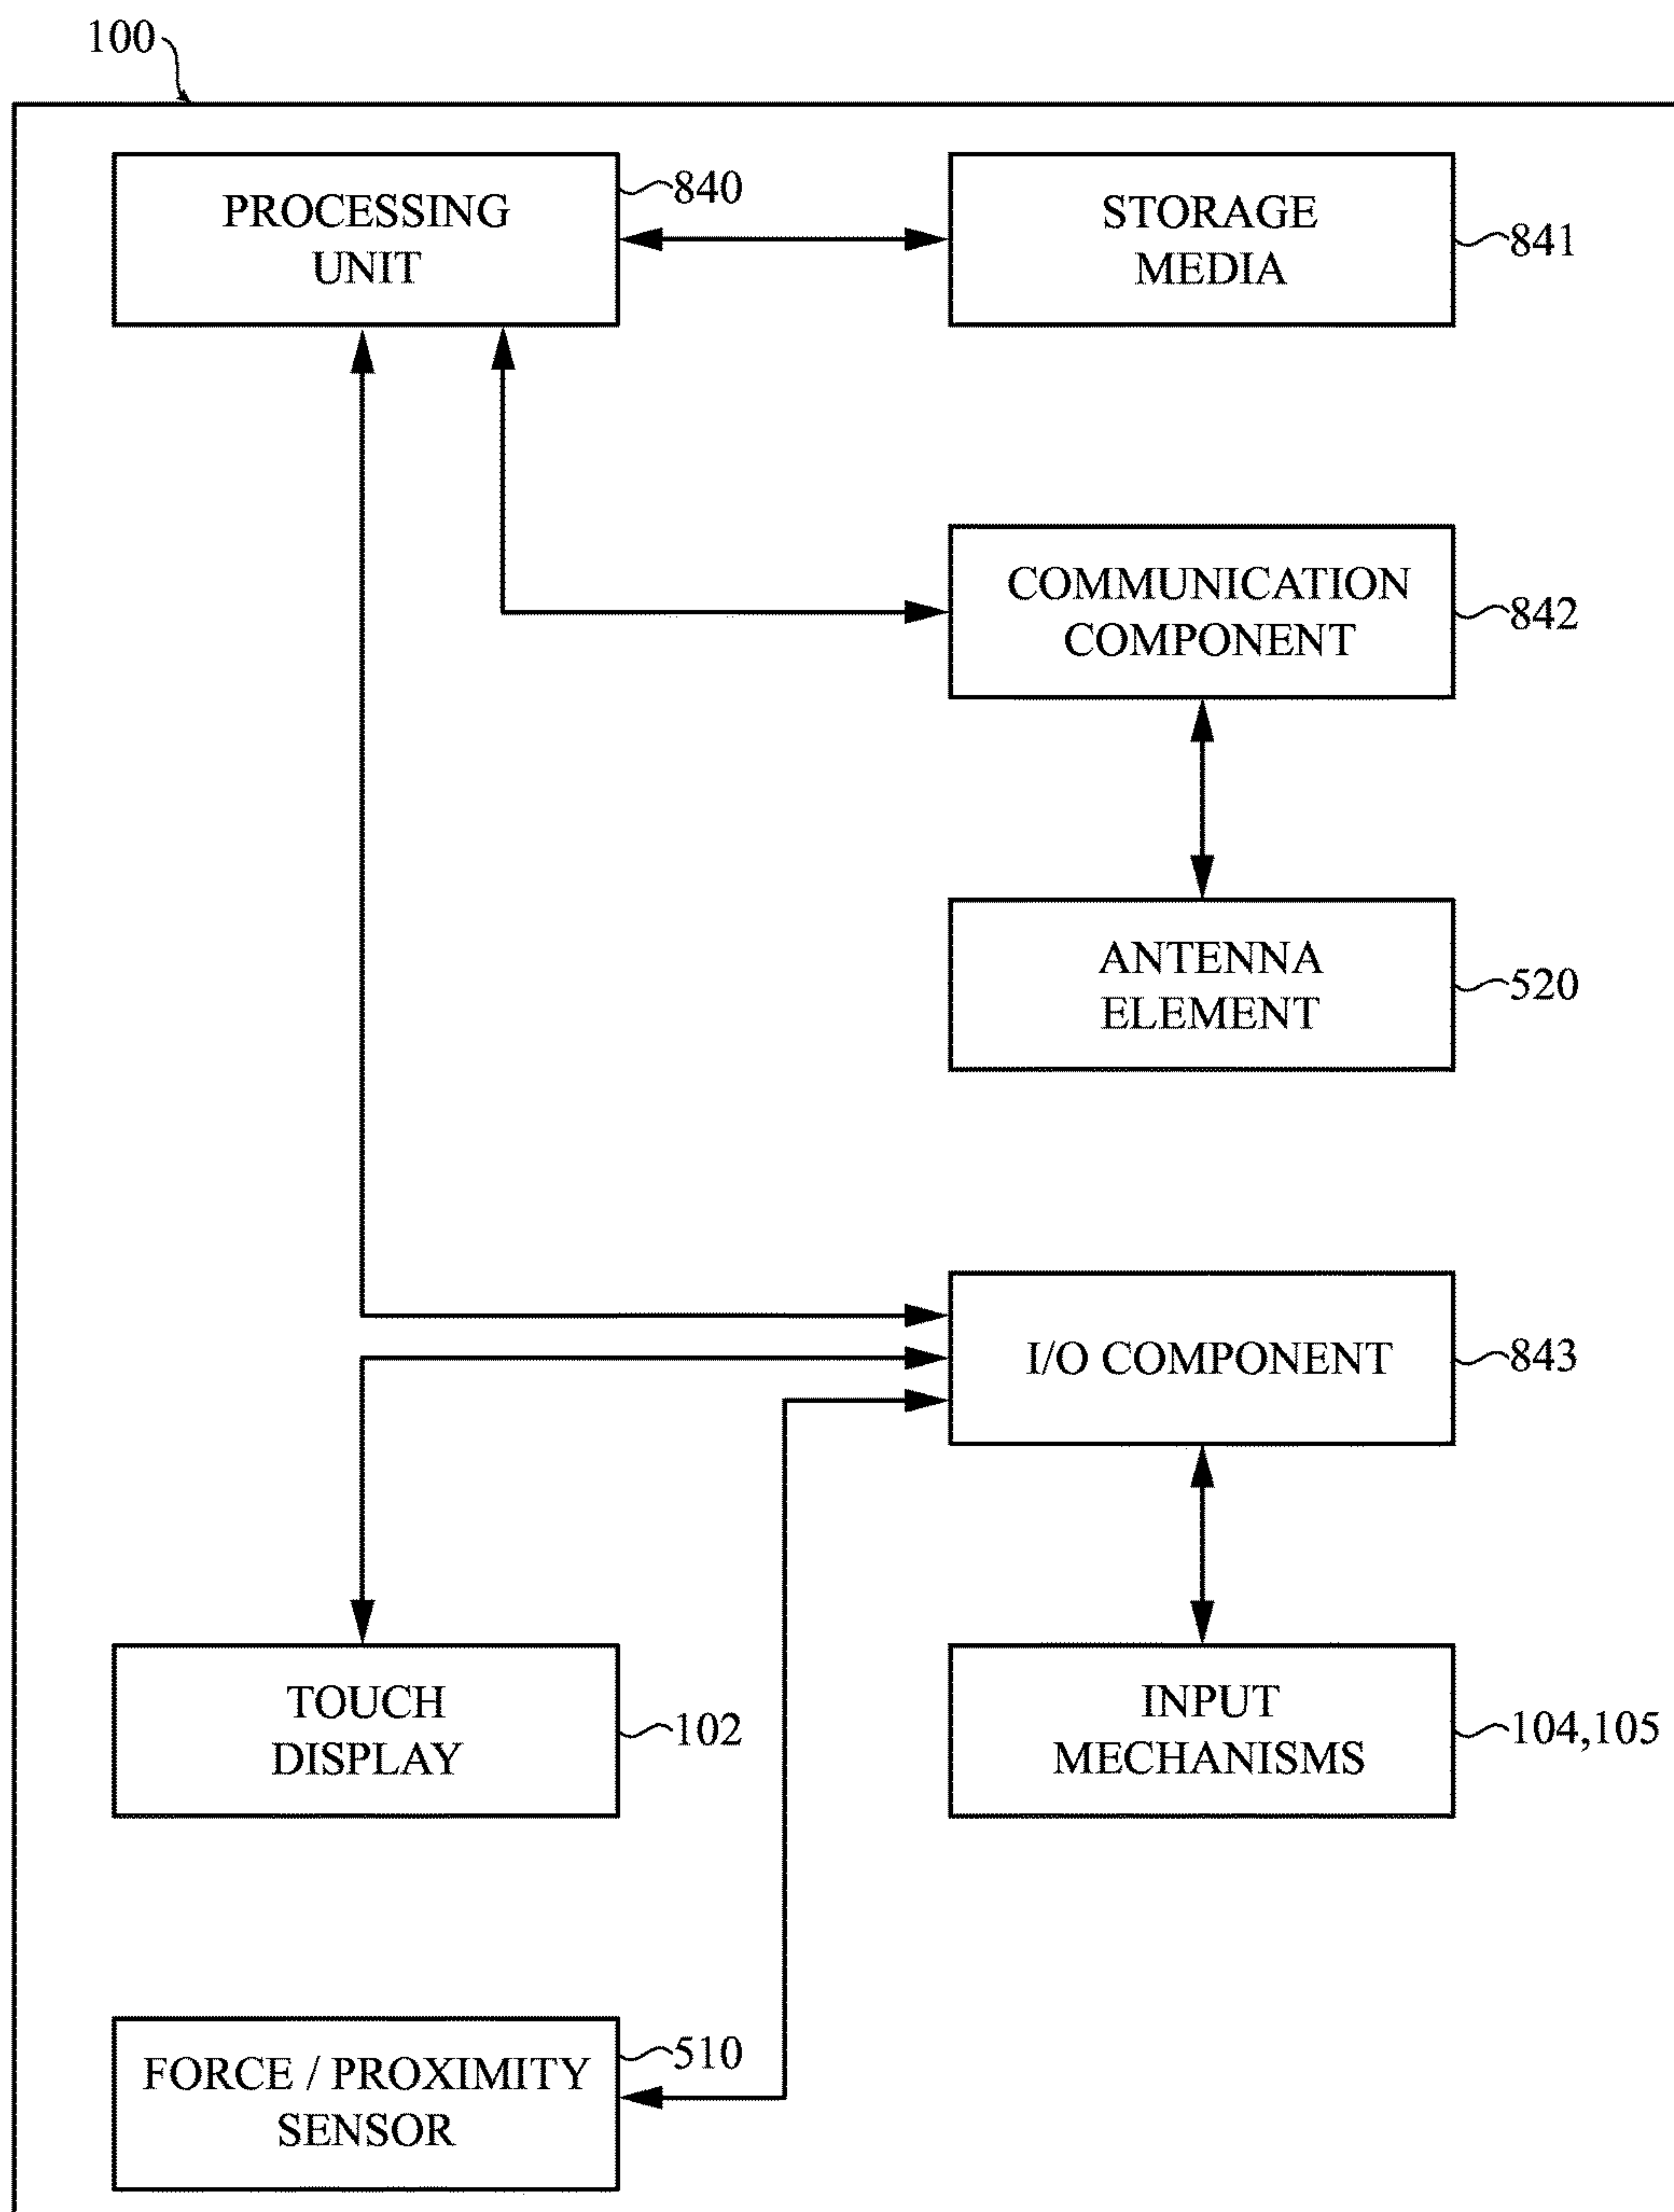 100
PROCESSING
UNIT
840
STORAGE
MEDIA
841
COMMUNICATION
COMPONENT
842
ANTENNA
ELEMENT
520
I/O COMPONENT
843
TOUCH
DISPLAY
102
INPUT
MECHANISMS
104,105
FORCE / PROXIMITY
SENSOR
510